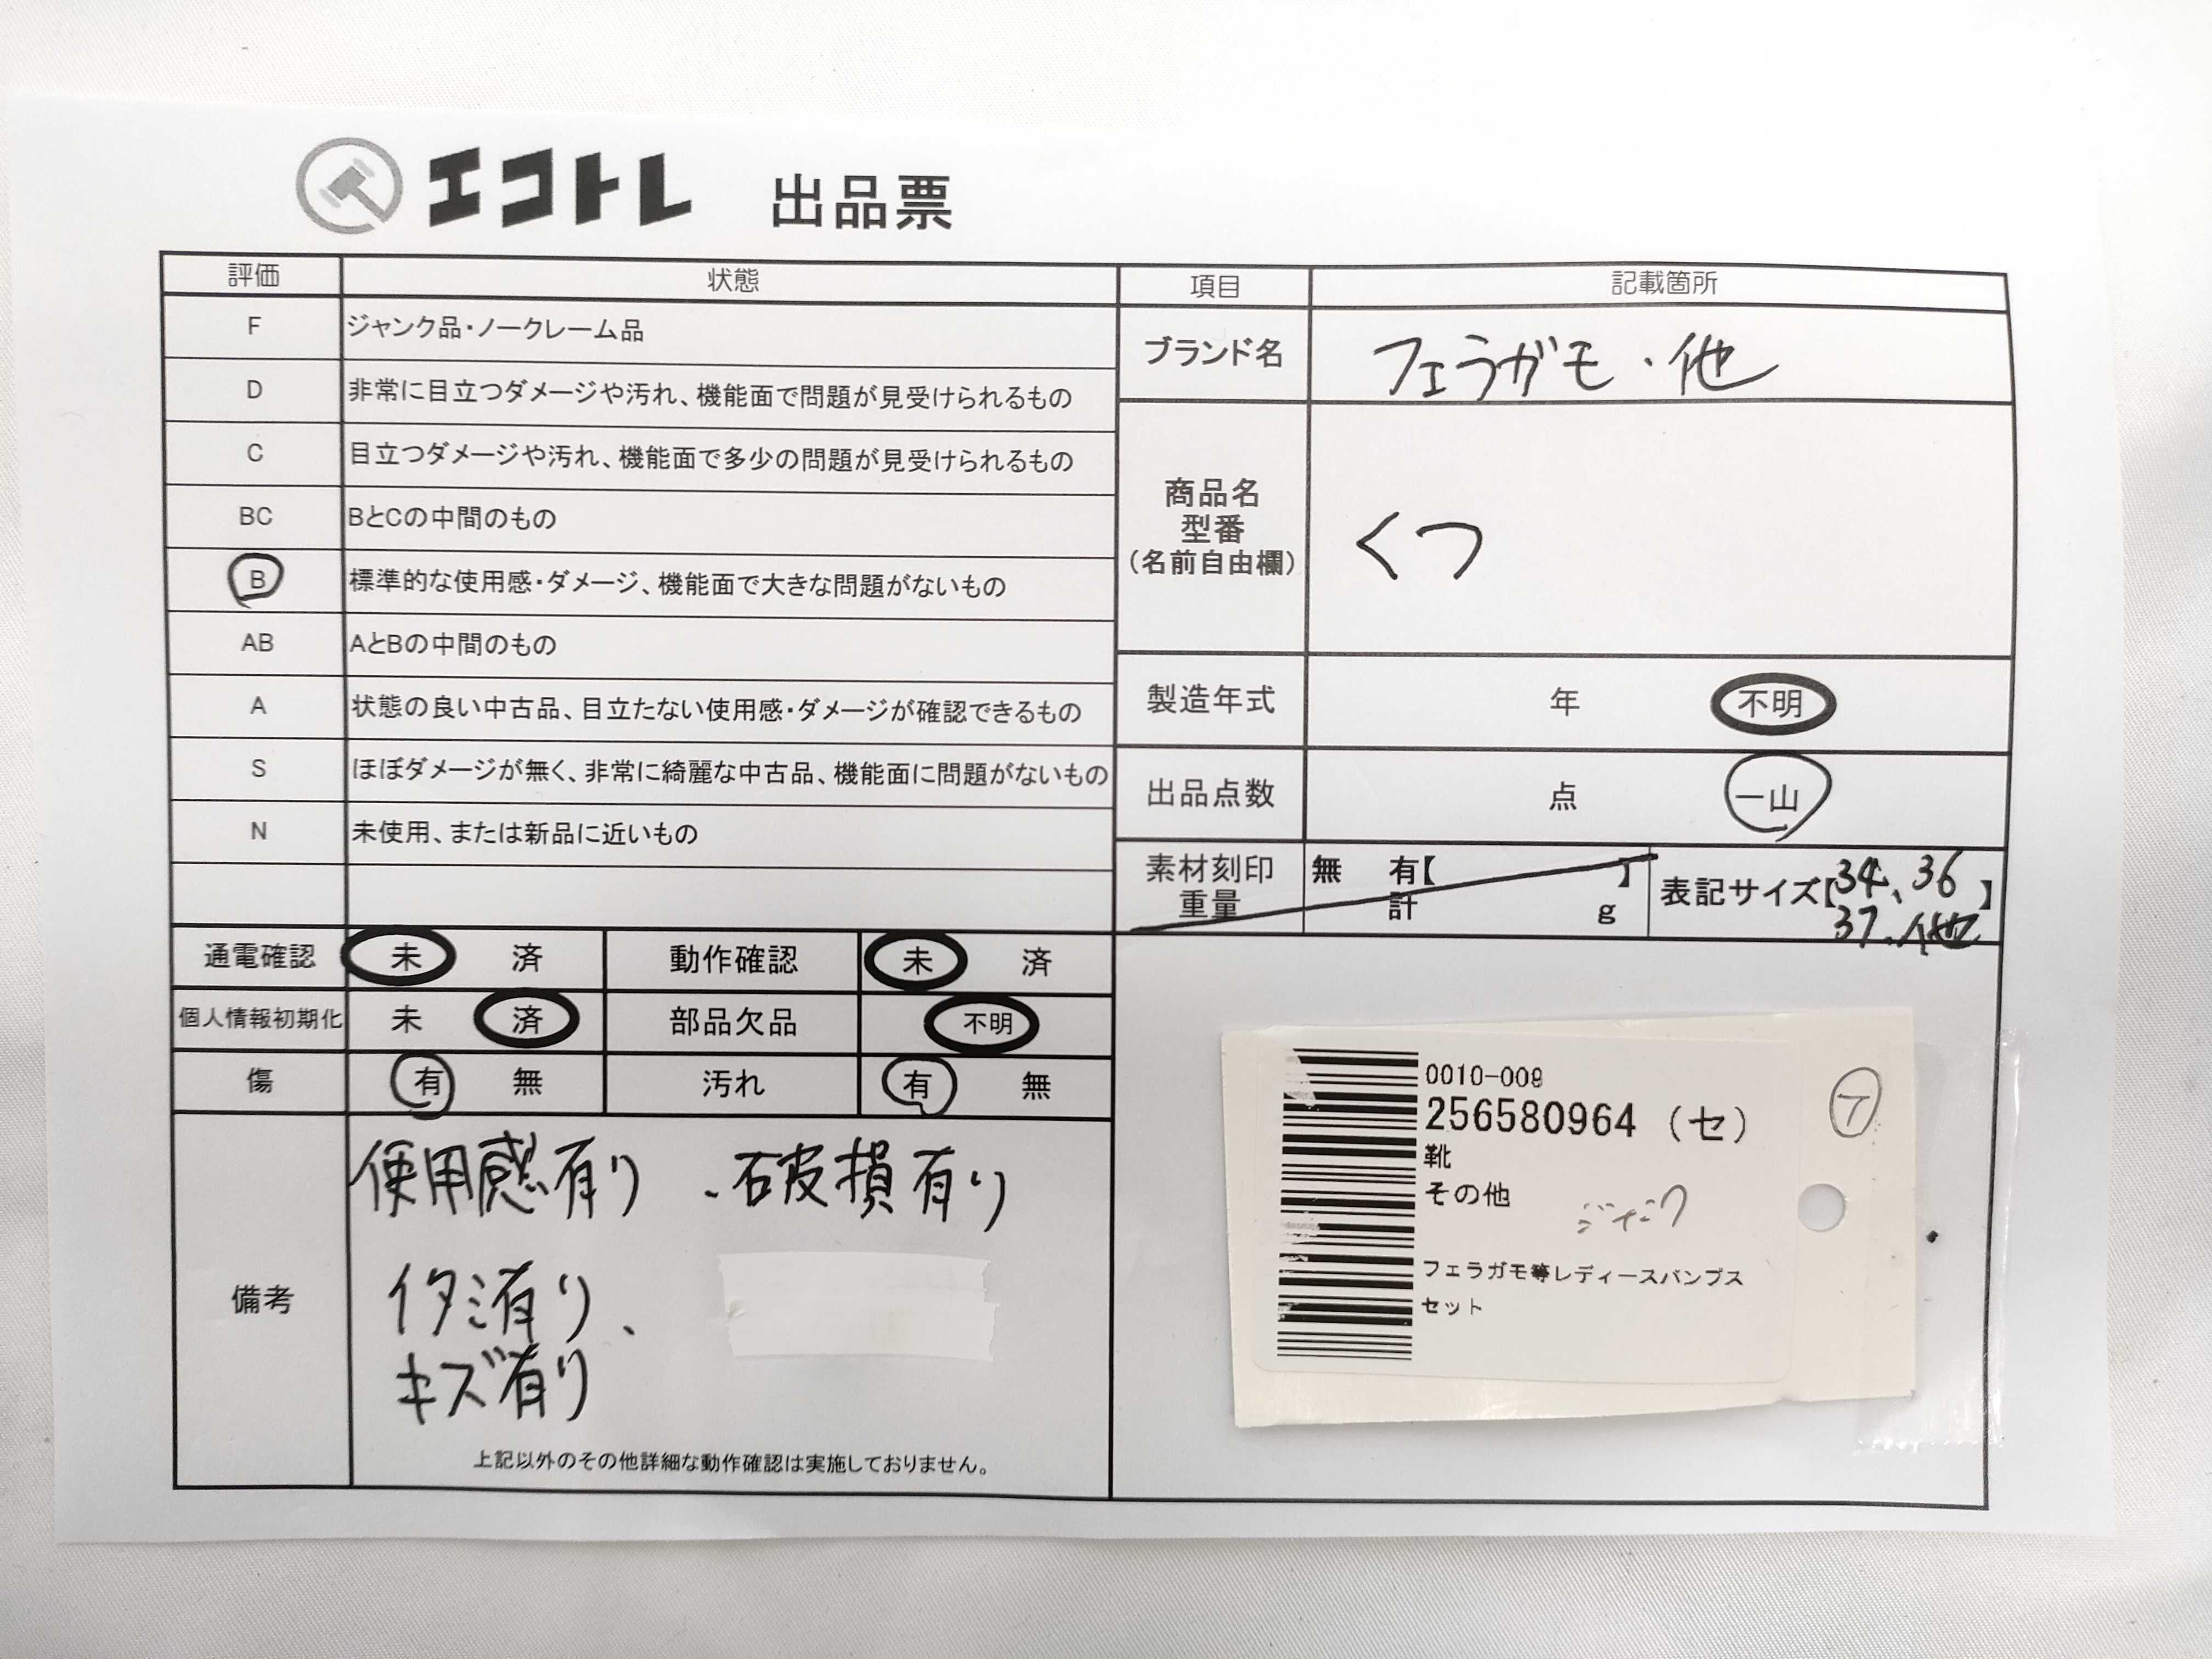 エコトレ 出品票
評価 状態
F ジャンク品・ノークレーム品
D 非常に目立つダメージや汚れ、機能面で問題が見受けられるもの
C 目立つダメージや汚れ、機能面で多少の問題が見受けられるもの
BC BとCの中間のもの
B 標準的な使用感・ダメージ、機能面で大きな問題がないもの
AB AとBの中間のもの
A 状態の良い中古品、目立たない使用感・ダメージが確認できるもの
S ほぼダメージが無く、非常に綺麗な中古品、機能面に問題がないもの
N 未使用、または新品に近いもの
項目 記載箇所
ブランド名 フェラガモ・他
商品名
型番
(名前自由欄)
くつ
製造年式 年 不明
出品点数 点 一山
素材刻印 無 有【 】
重量 計 g
表記サイズ【34、36
37、他】
通電確認 未 済 動作確認 未 済
個人情報初期化 未 済 部品欠品 不明
傷 有 無 汚れ 有 無
備考
使用感有り、破損有り
イタミ有り、
キズ有り
上記以外のその他詳細な動作確認は実施しておりません。
0010-009
256580964 (セ)
靴
その他
フェラガモ等レディースパンプス
セット